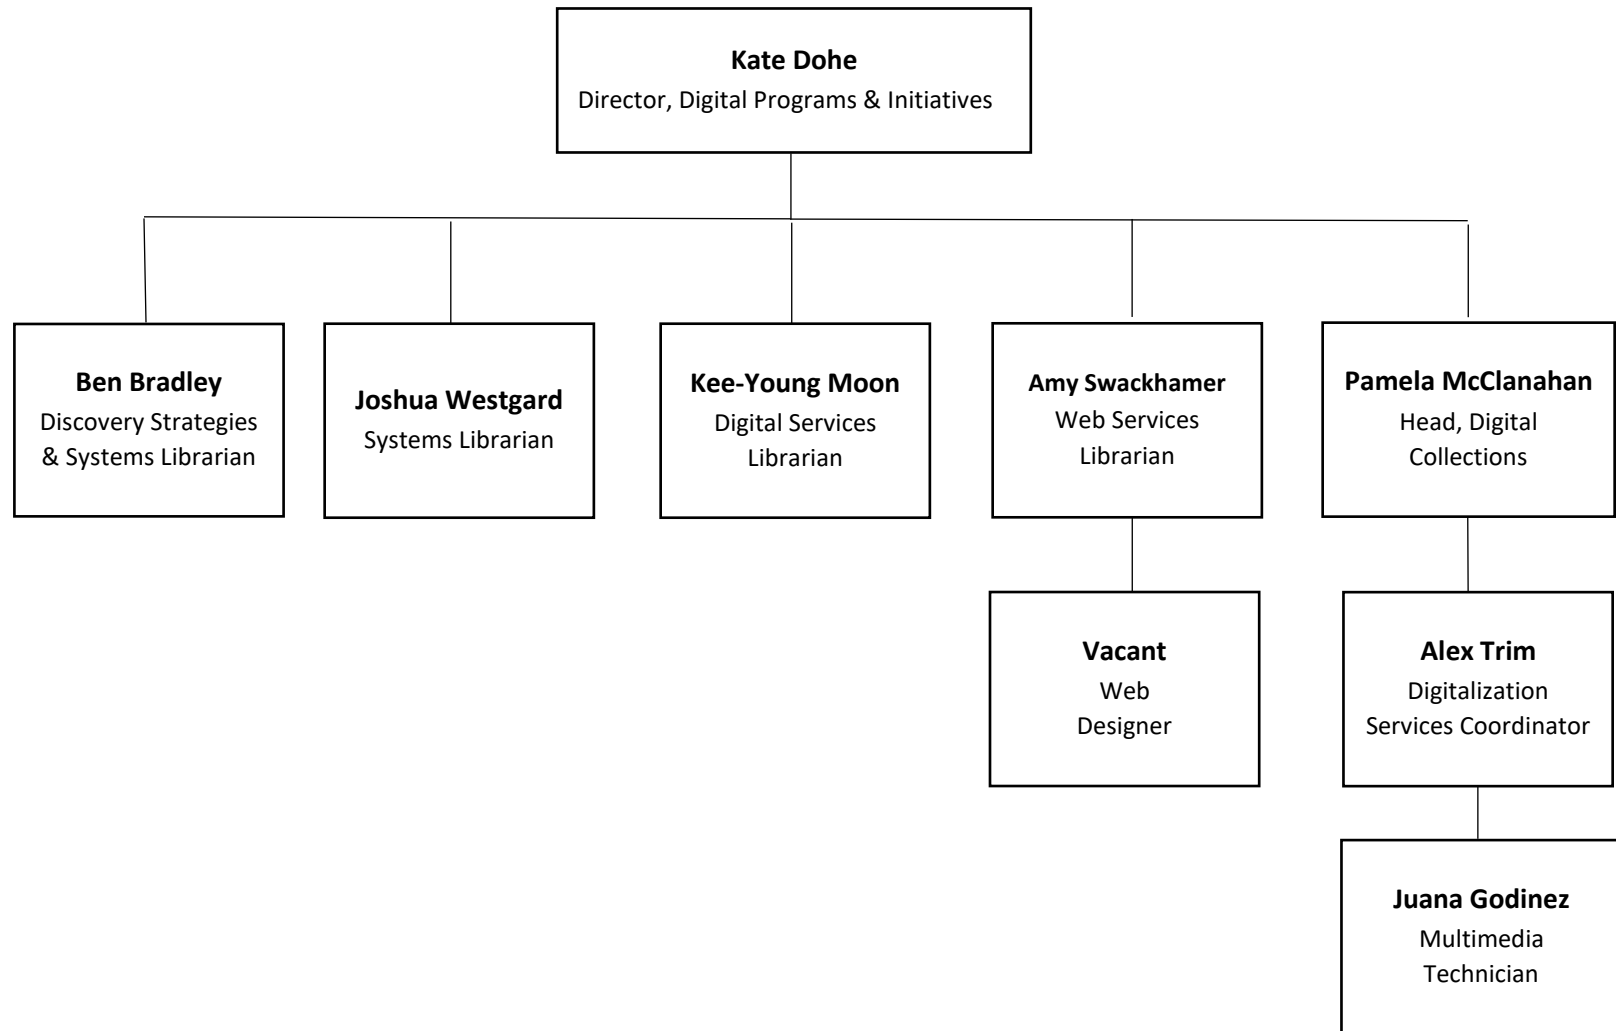 Kate Dohe
Director, Digital Programs & Initiatives
Ben Bradley
Discovery Strategies
& Systems Librarian
Joshua Westgard
Systems Librarian
Kee-Young Moon
Digital Services
Librarian
Amy Swackhamer
Web Services
Librarian
Pamela McClanahan
Head, Digital
Collections
Vacant
Web
Designer
Alex Trim
Digitalization
Services Coordinator
Juana Godinez
Multimedia
Technician